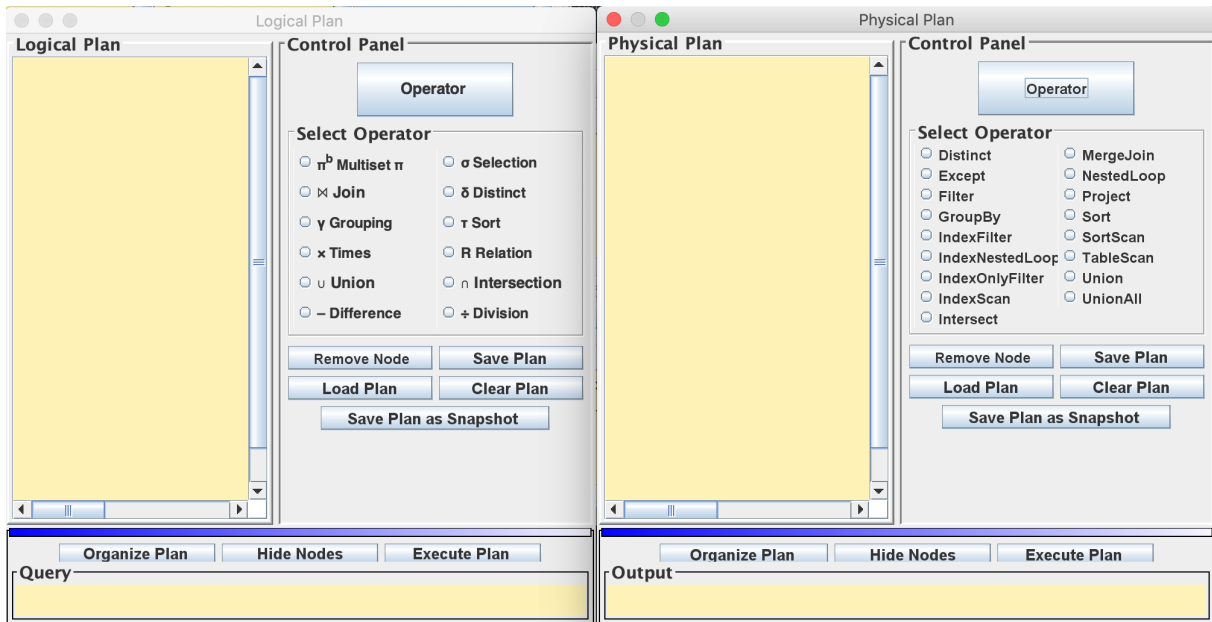 Logical Plan
Logical Plan
Control Panel
Operator
Select Operator
πᵇ Multiset π
σ Selection
⋈ Join
δ Distinct
γ Grouping
τ Sort
× Times
R Relation
∪ Union
∩ Intersection
− Difference
÷ Division
Remove Node
Save Plan
Load Plan
Clear Plan
Save Plan as Snapshot
Organize Plan
Hide Nodes
Execute Plan
Query
Physical Plan
Physical Plan
Control Panel
Operator
Select Operator
Distinct
MergeJoin
Except
NestedLoop
Filter
Project
GroupBy
Sort
IndexFilter
SortScan
IndexNestedLoop
TableScan
IndexOnlyFilter
Union
IndexScan
UnionAll
Intersect
Remove Node
Save Plan
Load Plan
Clear Plan
Save Plan as Snapshot
Organize Plan
Hide Nodes
Execute Plan
Output